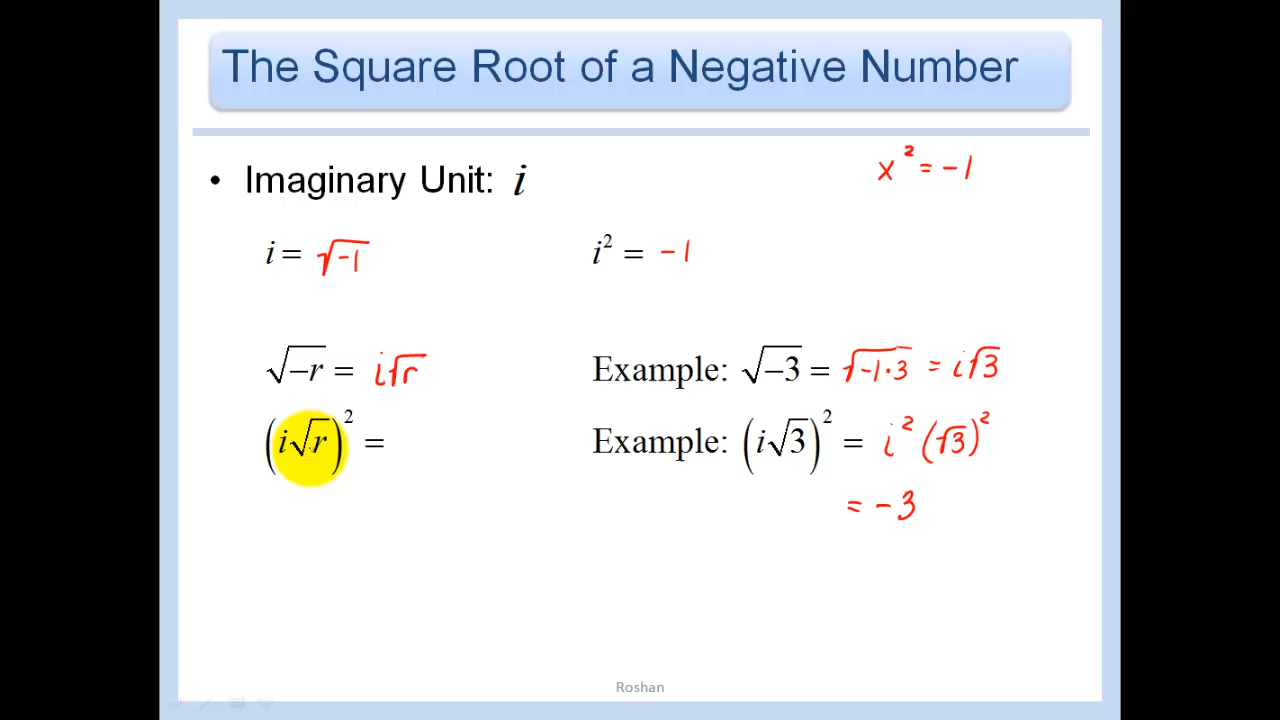 The Square Root of a Negative Number
• Imaginary Unit: i
x² = -1
i = √-1
i² = -1
√-r = i√r
Example: √-3 = √-1·3 = i√3
(i√r)² =
Example: (i√3)² = i² (√3)²
= -3
Roshan